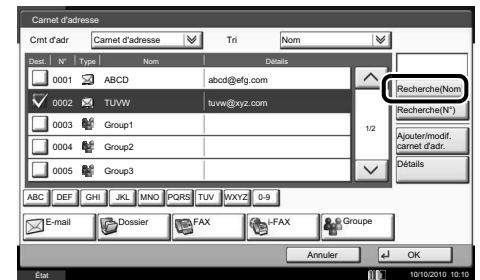 Carnet d'adresse
Cmt d'adr Carnet d'adresse Tri Nom
Dest. N° Type Nom Détails
0001 ABCD abcd@efg.com
0002 TUVW tuvw@xyz.com
0003 Group1
0004 Group2
0005 Group3
1/2
Recherche(Nom
Recherche(N°)
Ajouter/modif.
carnet d'adr.
Détails
ABC DEF GHI JKL MNO PQRS TUV WXYZ 0-9
E-mail Dossier FAX i-FAX Groupe
Annuler OK
État 10/10/2010 10:10